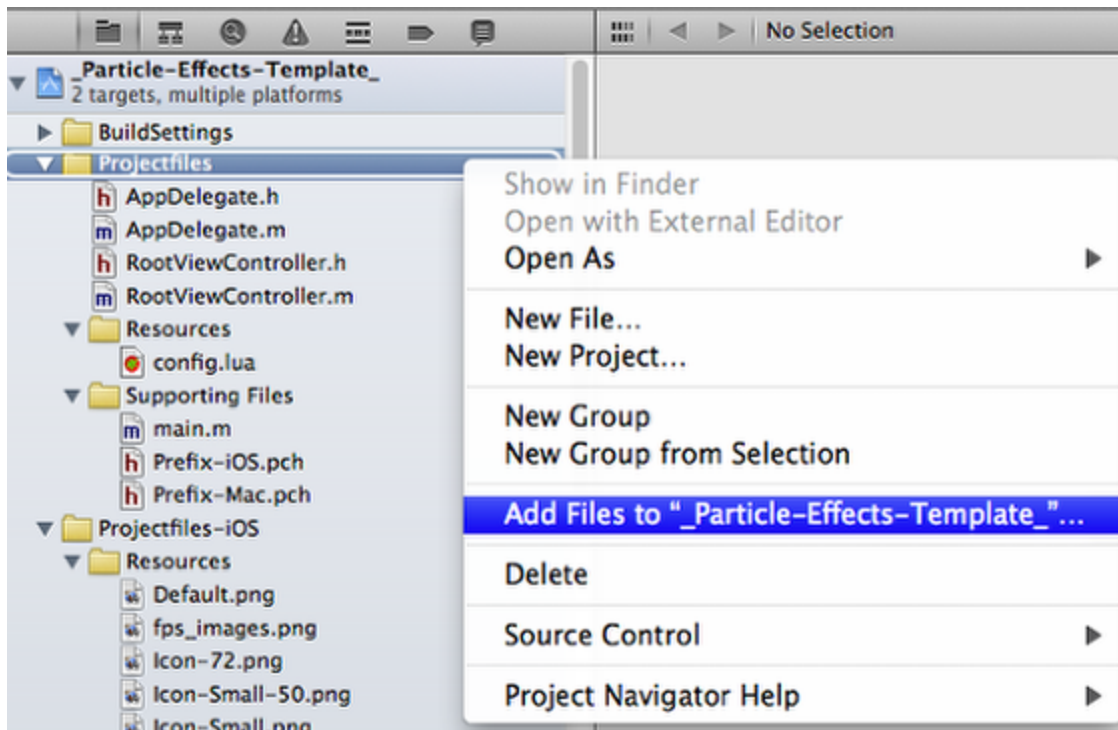 No Selection
_Particle-Effects-Template_
2 targets, multiple platforms
BuildSettings
Projectfiles
h AppDelegate.h
m AppDelegate.m
h RootViewController.h
m RootViewController.m
Resources
config.lua
Supporting Files
m main.m
h Prefix-iOS.pch
h Prefix-Mac.pch
Projectfiles-iOS
Resources
Default.png
fps_images.png
Icon-72.png
Icon-Small-50.png
Icon-Small.png
Show in Finder
Open with External Editor
Open As
New File...
New Project...
New Group
New Group from Selection
Add Files to “_Particle-Effects-Template_”...
Delete
Source Control
Project Navigator Help